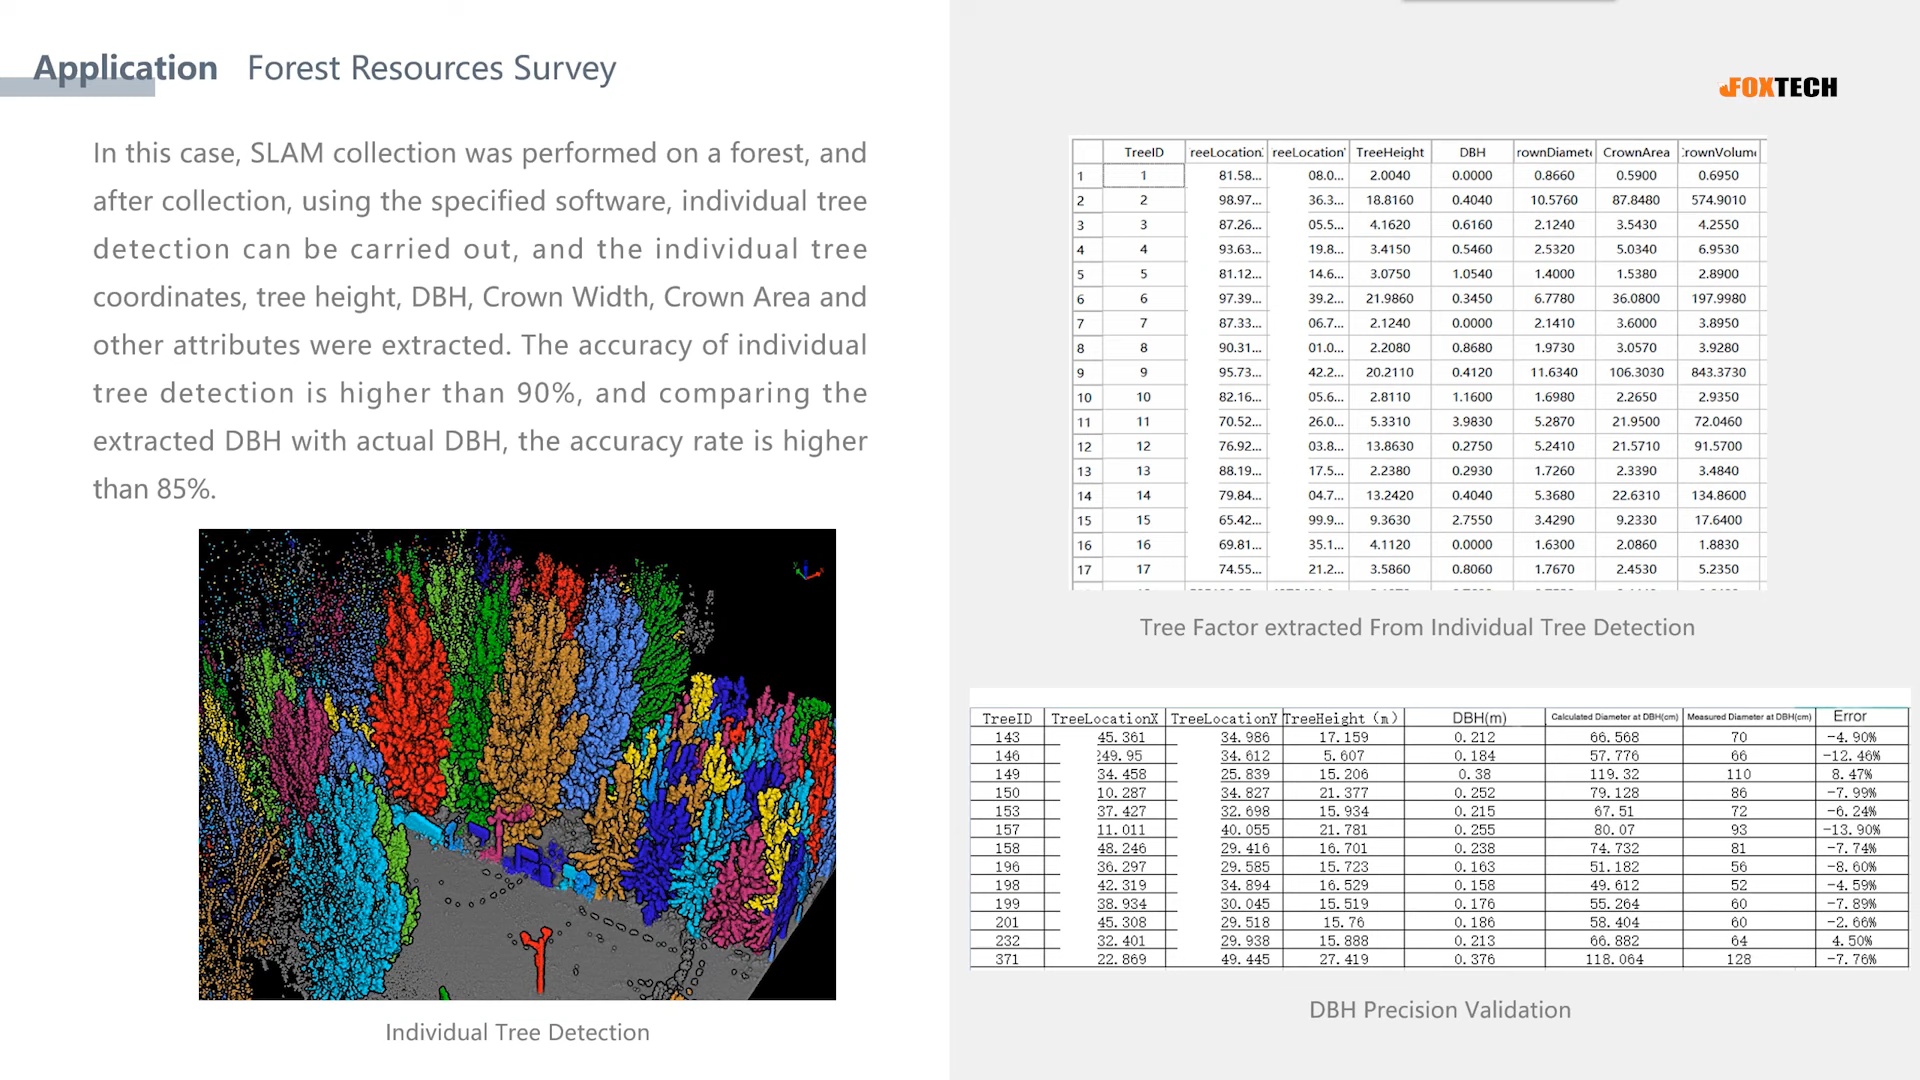 Application Forest Resources Survey
In this case, SLAM collection was performed on a forest, and
after collection, using the specified software, individual tree
detection can be carried out, and the individual tree
coordinates, tree height, DBH, Crown Width, Crown Area and
other attributes were extracted. The accuracy of individual
tree detection is higher than 90%, and comparing the
extracted DBH with actual DBH, the accuracy rate is higher
than 85%.
Individual Tree Detection
FOXTECH
TreeID reeLocation reeLocation TreeHeight DBH rownDiamet CrownArea rownVolum
1 1 81.58... 08.0... 2.0040 0.0000 0.8660 0.5900 0.6950
2 2 98.97... 36.3... 18.8160 0.4040 10.5760 87.8480 574.9010
3 3 87.26... 05.5... 4.1620 0.6160 2.1240 3.5430 4.2550
4 4 93.63... 19.8... 3.4150 0.5460 2.5320 5.0340 6.9530
5 5 81.12... 14.6... 3.0750 1.0540 1.4000 1.5380 2.8900
6 6 97.39... 39.2... 21.9860 0.3450 6.7780 36.0800 197.9980
7 7 87.33... 06.7... 2.1240 0.0000 2.1410 3.6000 3.8950
8 8 90.31... 01.0... 2.2080 0.8680 1.9730 3.0570 3.9280
9 9 95.73... 42.2... 20.2110 0.4120 11.6340 106.3030 843.3730
10 10 82.16... 05.6... 2.8110 1.1600 1.6980 2.2650 2.9350
11 11 70.52... 26.0... 5.3310 3.9830 5.2870 21.9500 72.0460
12 12 76.92... 03.8... 13.8630 0.2750 5.2410 21.5710 91.5700
13 13 88.19... 17.5... 2.2380 0.2930 1.7260 2.3390 3.4840
14 14 79.84... 04.7... 13.2420 0.4040 5.3680 22.6310 134.8600
15 15 65.42... 99.9... 9.3630 2.7550 3.4290 9.2330 17.6400
16 16 69.81... 35.1... 4.1120 0.0000 1.6300 2.0860 1.8830
17 17 74.55... 21.2... 3.5860 0.8060 1.7670 2.4530 5.2350
Tree Factor extracted From Individual Tree Detection
TreeID TreeLocationX TreeLocationY TreeHeight (m) DBH(m) Calculated Diameter at DBH(cm) Measured Diameter at DBH(cm) Error
143 45.361 34.986 17.159 0.212 66.568 70 -4.90%
146 249.95 34.612 5.607 0.184 57.776 66 -12.46%
149 34.458 25.839 15.206 0.38 119.32 110 8.47%
150 10.287 34.827 21.377 0.252 79.128 86 -7.99%
153 37.427 32.698 15.934 0.215 67.51 72 -6.24%
157 11.011 40.055 21.781 0.255 80.07 93 -13.90%
158 48.246 29.416 16.701 0.238 74.732 81 -7.74%
196 36.297 29.585 15.723 0.163 51.182 56 -8.60%
198 42.319 34.894 16.529 0.158 49.612 52 -4.59%
199 38.934 30.045 15.519 0.176 55.264 60 -7.89%
201 45.308 29.518 15.76 0.186 58.404 60 -2.66%
232 32.401 29.938 15.888 0.213 66.882 64 4.50%
371 22.869 49.445 27.419 0.376 118.064 128 -7.76%
DBH Precision Validation